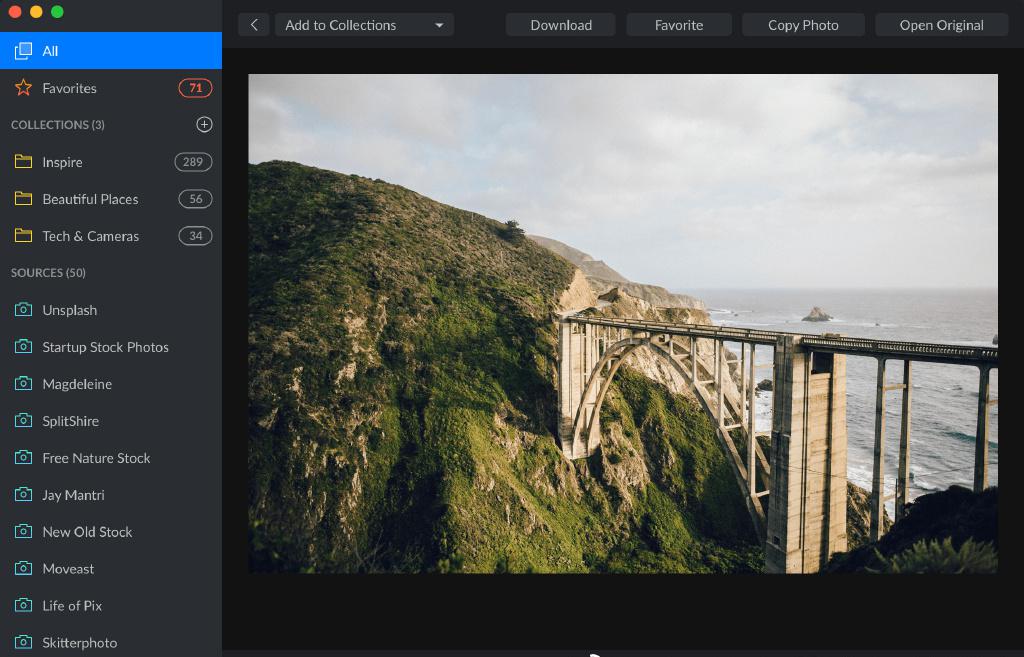 Add to Collections
Download
Favorite
Copy Photo
Open Original
All
Favorites 71
COLLECTIONS (3)
Inspire 289
Beautiful Places 56
Tech & Cameras 34
SOURCES (50)
Unsplash
Startup Stock Photos
Magdeleine
SplitShire
Free Nature Stock
Jay Mantri
New Old Stock
Moveast
Life of Pix
Skitterphoto